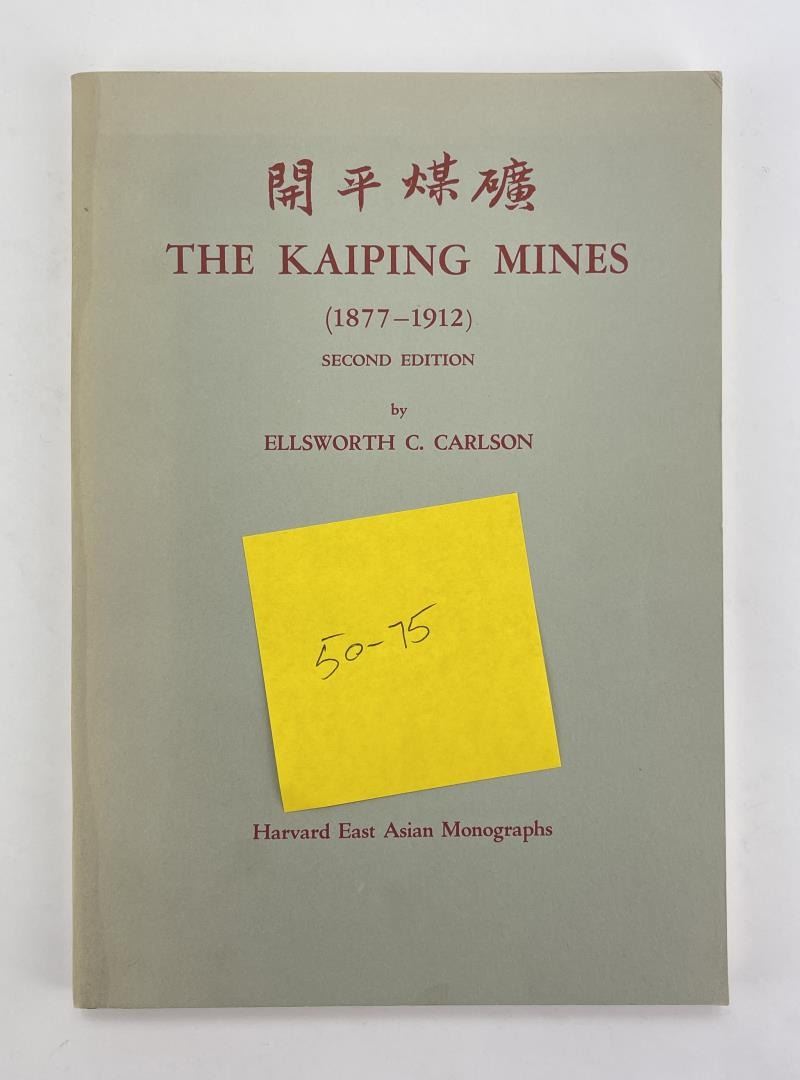 開平煤礦
THE KAIPING MINES
(1877–1912)
SECOND EDITION
by
ELLSWORTH C. CARLSON
50-75
Harvard East Asian Monographs